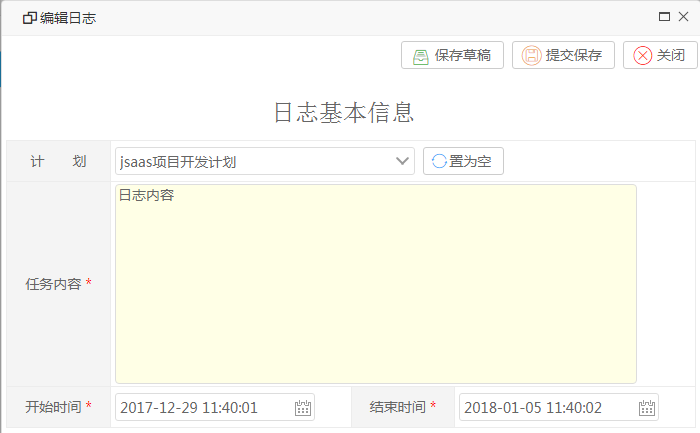 编辑日志
保存草稿 提交保存 关闭
日志基本信息
计 划 jsaas项目开发计划 置为空
任务内容 * 日志内容
开始时间 * 2017-12-29 11:40:01 结束时间 * 2018-01-05 11:40:02